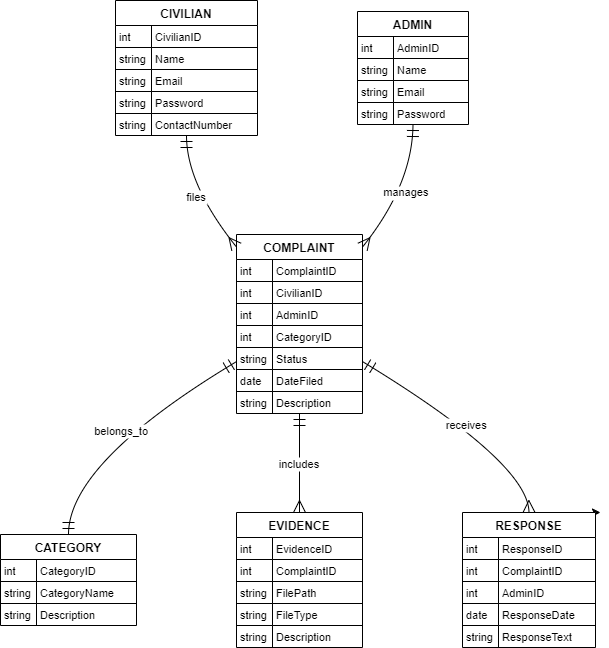 CIVILIAN
int CivilianID
string Name
string Email
string Password
string ContactNumber
ADMIN
int AdminID
string Name
string Email
string Password
files
manages
COMPLAINT
int ComplaintID
int CivilianID
int AdminID
int CategoryID
string Status
date DateFiled
string Description
belongs_to
includes
receives
CATEGORY
int CategoryID
string CategoryName
string Description
EVIDENCE
int EvidenceID
int ComplaintID
string FilePath
string FileType
string Description
RESPONSE
int ResponseID
int ComplaintID
int AdminID
date ResponseDate
string ResponseText